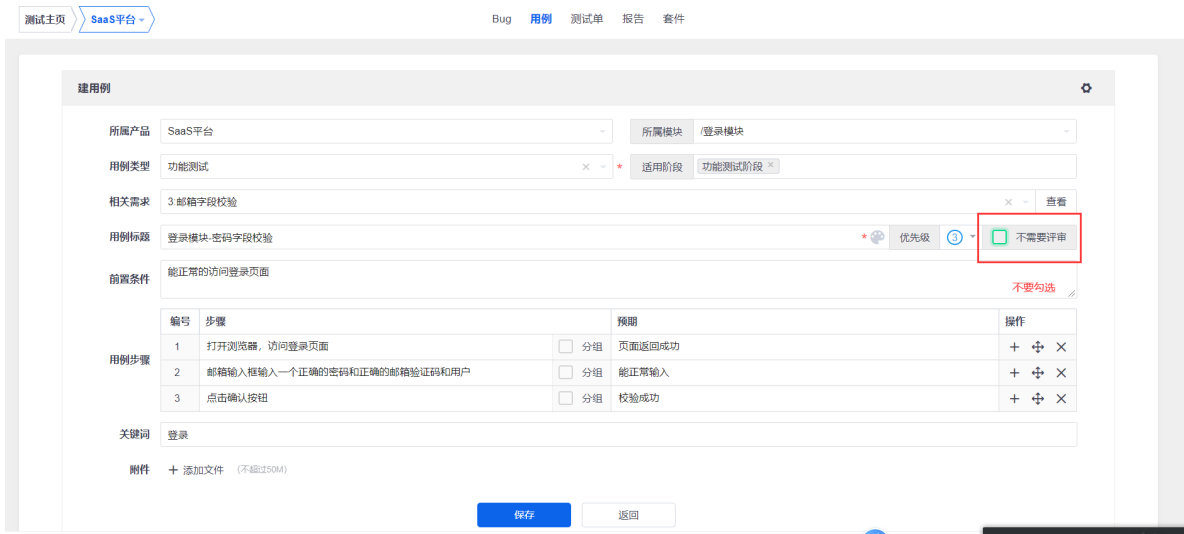 测试主页 SaaS平台 Bug 用例 测试单 报告 套件
建用例
所属产品 SaaS平台 所属模块 /登录模块
用例类型 功能测试 * 适用阶段 功能测试阶段 ×
相关需求 3:邮箱字段校验 × 查看
用例标题 登录模块-密码字段校验 * 优先级 3 不需要评审
前置条件 能正常的访问登录页面
不要勾选
编号 步骤 预期 操作
用例步骤
1 打开浏览器，访问登录页面 分组 页面返回成功
2 邮箱输入框输入一个正确的密码和正确的邮箱验证码和用户 分组 能正常输入
3 点击确认按钮 分组 校验成功
关键词 登录
附件 + 添加文件 (不超过50M)
保存 返回